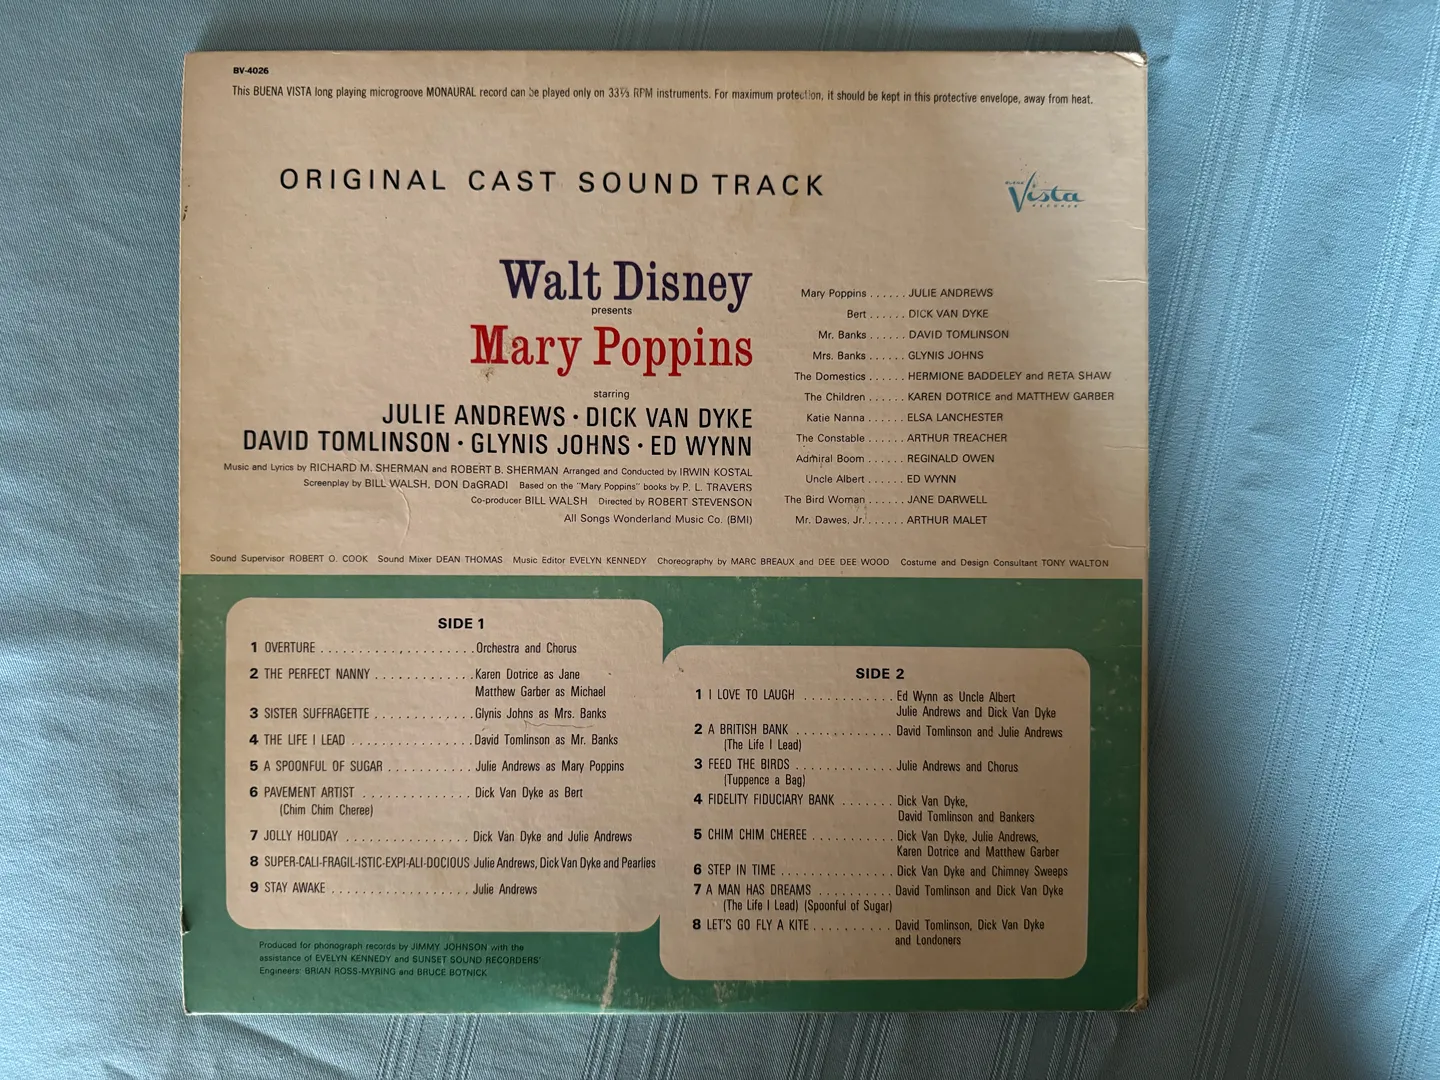 BV-4026
This BUENA VISTA long playing microgroove MONAURAL record can be played only on 33⅓ RPM instruments. For maximum protection, it should be kept in this protective envelope, away from heat.
ORIGINAL CAST SOUND TRACK
BUENA
Vista
RECORDS
Walt Disney
presents
Mary Poppins
starring
JULIE ANDREWS • DICK VAN DYKE
DAVID TOMLINSON • GLYNIS JOHNS • ED WYNN
Music and Lyrics by RICHARD M. SHERMAN and ROBERT B. SHERMAN Arranged and Conducted by IRWIN KOSTAL
Screenplay by BILL WALSH, DON DaGRADI Based on the "Mary Poppins" books by P. L. TRAVERS
Co-producer BILL WALSH Directed by ROBERT STEVENSON
All Songs Wonderland Music Co. (BMI)
Mary Poppins ...... JULIE ANDREWS
Bert ...... DICK VAN DYKE
Mr. Banks ...... DAVID TOMLINSON
Mrs. Banks ...... GLYNIS JOHNS
The Domestics ...... HERMIONE BADDELEY and RETA SHAW
The Children ...... KAREN DOTRICE and MATTHEW GARBER
Katie Nanna ...... ELSA LANCHESTER
The Constable ...... ARTHUR TREACHER
Admiral Boom ...... REGINALD OWEN
Uncle Albert ...... ED WYNN
The Bird Woman ...... JANE DARWELL
Mr. Dawes, Jr. ...... ARTHUR MALET
Sound Supervisor ROBERT O. COOK Sound Mixer DEAN THOMAS Music Editor EVELYN KENNEDY Choreography by MARC BREAUX and DEE DEE WOOD Costume and Design Consultant TONY WALTON
SIDE 1
1 OVERTURE .................... Orchestra and Chorus
2 THE PERFECT NANNY ............. Karen Dotrice as Jane
Matthew Garber as Michael
3 SISTER SUFFRAGETTE ............. Glynis Johns as Mrs. Banks
4 THE LIFE I LEAD ................ David Tomlinson as Mr. Banks
5 A SPOONFUL OF SUGAR ............ Julie Andrews as Mary Poppins
6 PAVEMENT ARTIST ............... Dick Van Dyke as Bert
(Chim Chim Cheree)
7 JOLLY HOLIDAY ................. Dick Van Dyke and Julie Andrews
8 SUPER-CALI-FRAGIL-ISTIC-EXPI-ALI-DOCIOUS Julie Andrews, Dick Van Dyke and Pearlies
9 STAY AWAKE ................... Julie Andrews
Produced for phonograph records by JIMMY JOHNSON with the
assistance of EVELYN KENNEDY and SUNSET SOUND RECORDERS'
Engineers: BRIAN ROSS-MYRING and BRUCE BOTNICK
SIDE 2
1 I LOVE TO LAUGH ............ Ed Wynn as Uncle Albert
Julie Andrews and Dick Van Dyke
2 A BRITISH BANK ............. David Tomlinson and Julie Andrews
(The Life I Lead)
3 FEED THE BIRDS ............. Julie Andrews and Chorus
(Tuppence a Bag)
4 FIDELITY FIDUCIARY BANK ....... Dick Van Dyke,
David Tomlinson and Bankers
5 CHIM CHIM CHEREE ........... Dick Van Dyke, Julie Andrews,
Karen Dotrice and Matthew Garber
6 STEP IN TIME ............... Dick Van Dyke and Chimney Sweeps
7 A MAN HAS DREAMS .......... David Tomlinson and Dick Van Dyke
(The Life I Lead) (Spoonful of Sugar)
8 LET'S GO FLY A KITE .......... David Tomlinson, Dick Van Dyke
and Londoners